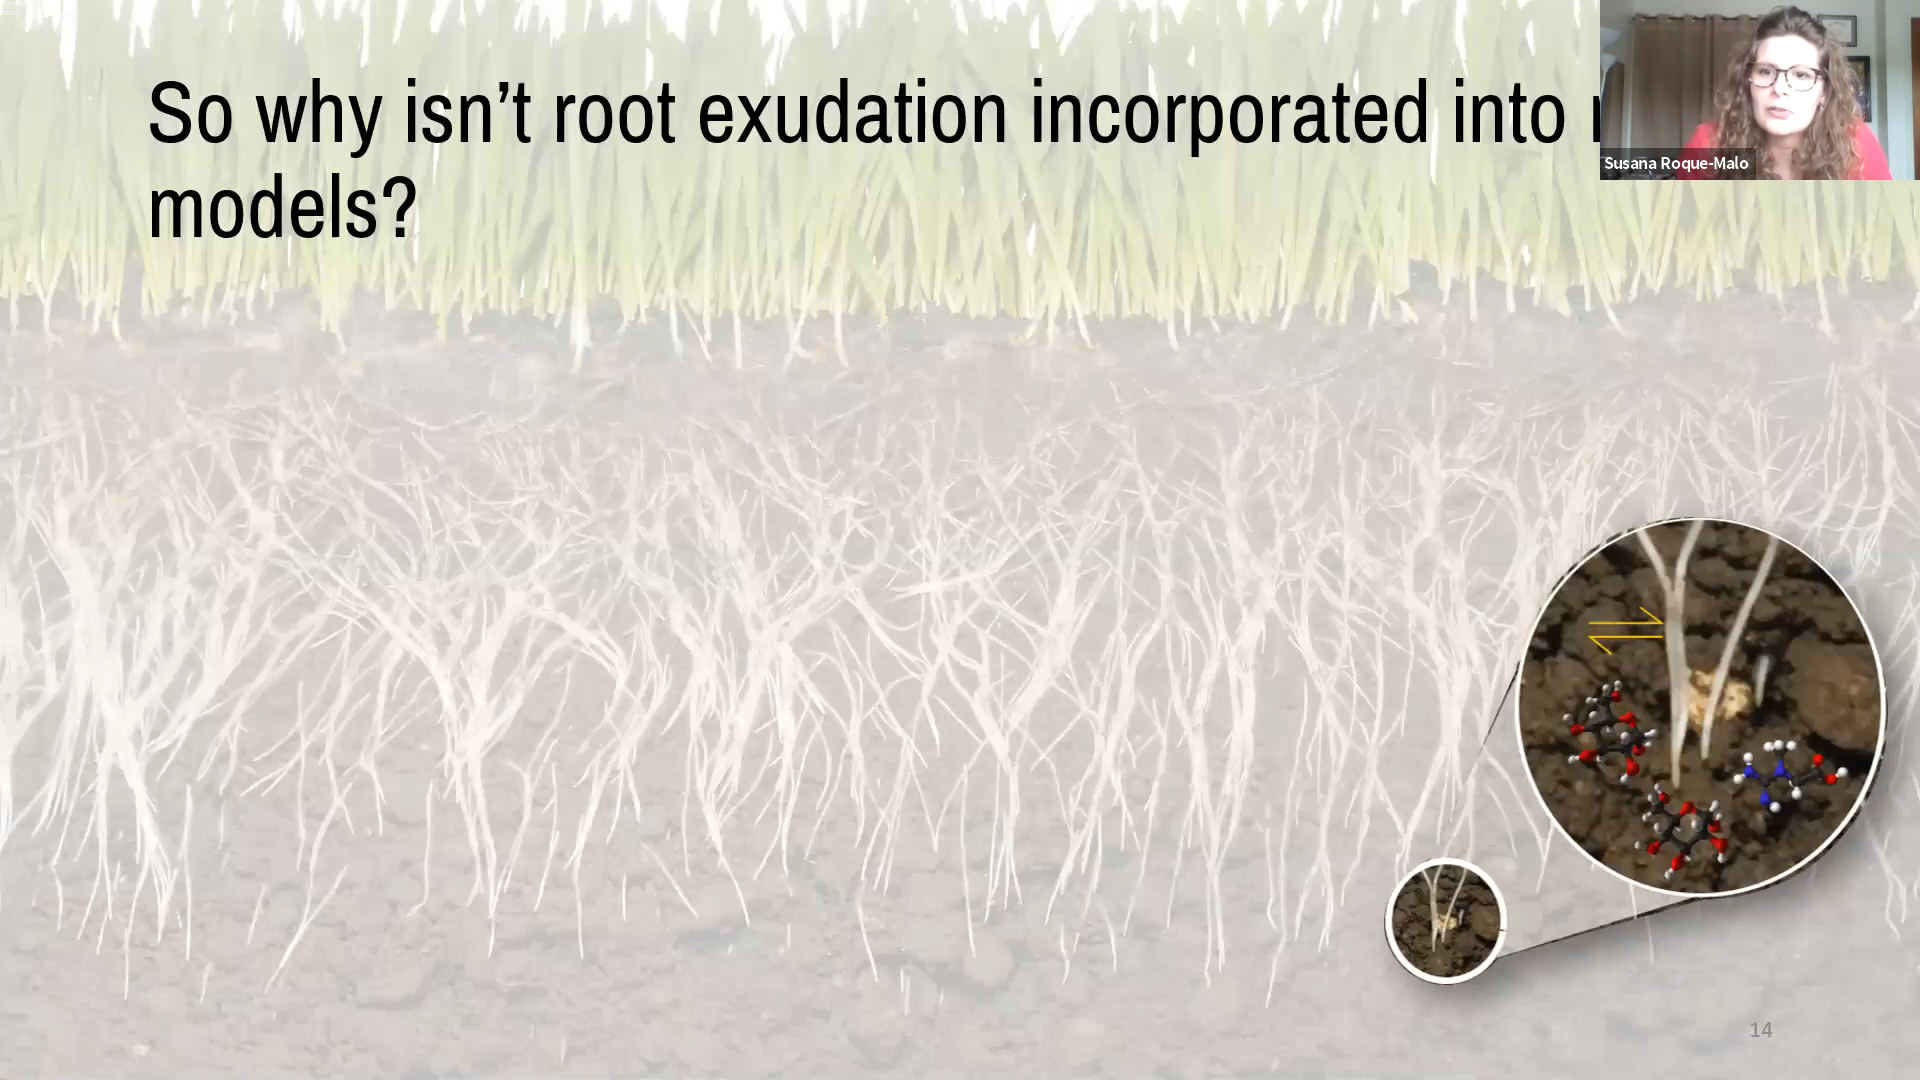 So why isn’t root exudation incorporated into
models?
Susana Roque-Malo
14